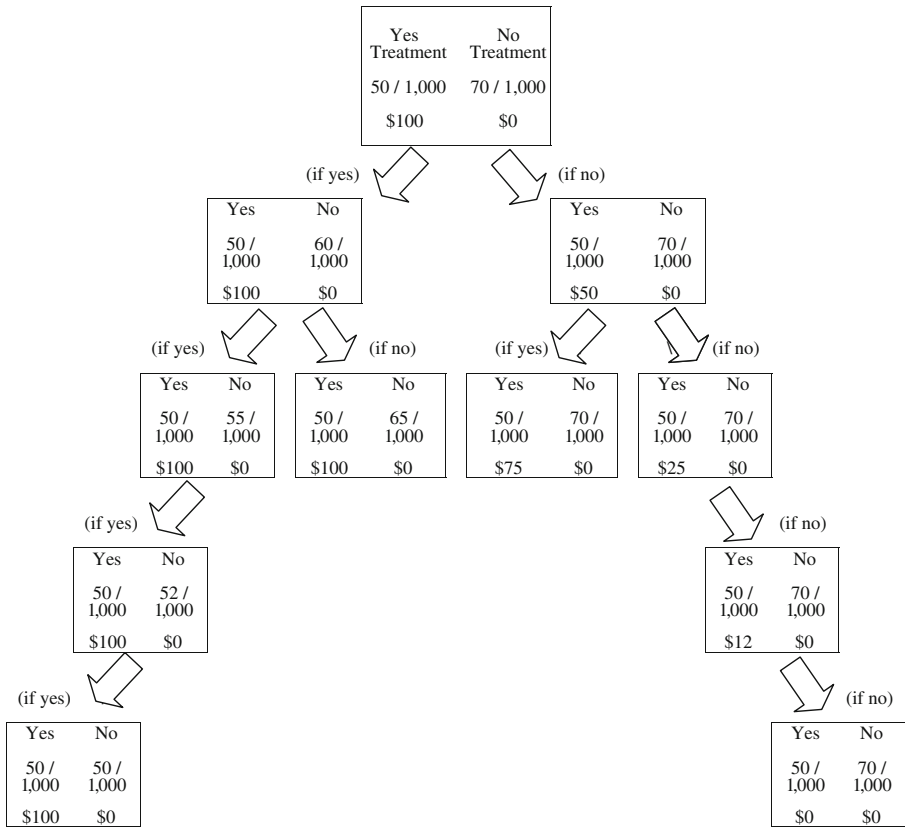 Yes No
Treatment Treatment
50 / 1,000 70 / 1,000
$100 $0
(if yes) (if no)
Yes No
50 / 60 /
1,000 1,000
$100 $0
Yes No
50 / 70 /
1,000 1,000
$50 $0
(if yes) (if no) (if yes) (if no)
Yes No
50 / 55 /
1,000 1,000
$100 $0
Yes No
50 / 65 /
1,000 1,000
$100 $0
Yes No
50 / 70 /
1,000 1,000
$75 $0
Yes No
50 / 70 /
1,000 1,000
$25 $0
(if yes) (if no)
Yes No
50 / 52 /
1,000 1,000
$100 $0
Yes No
50 / 70 /
1,000 1,000
$12 $0
(if yes) (if no)
Yes No
50 / 50 /
1,000 1,000
$100 $0
Yes No
50 / 70 /
1,000 1,000
$0 $0